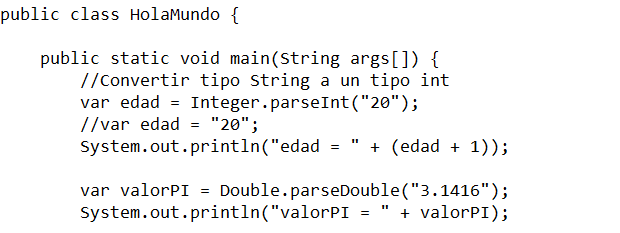 public class HolaMundo {
public static void main(String args[]) {
//Convertir tipo String a un tipo int
var edad = Integer.parseInt("20");
//var edad = "20";
System.out.println("edad = " + (edad + 1));
var valorPI = Double.parseDouble("3.1416");
System.out.println("valorPI = " + valorPI);